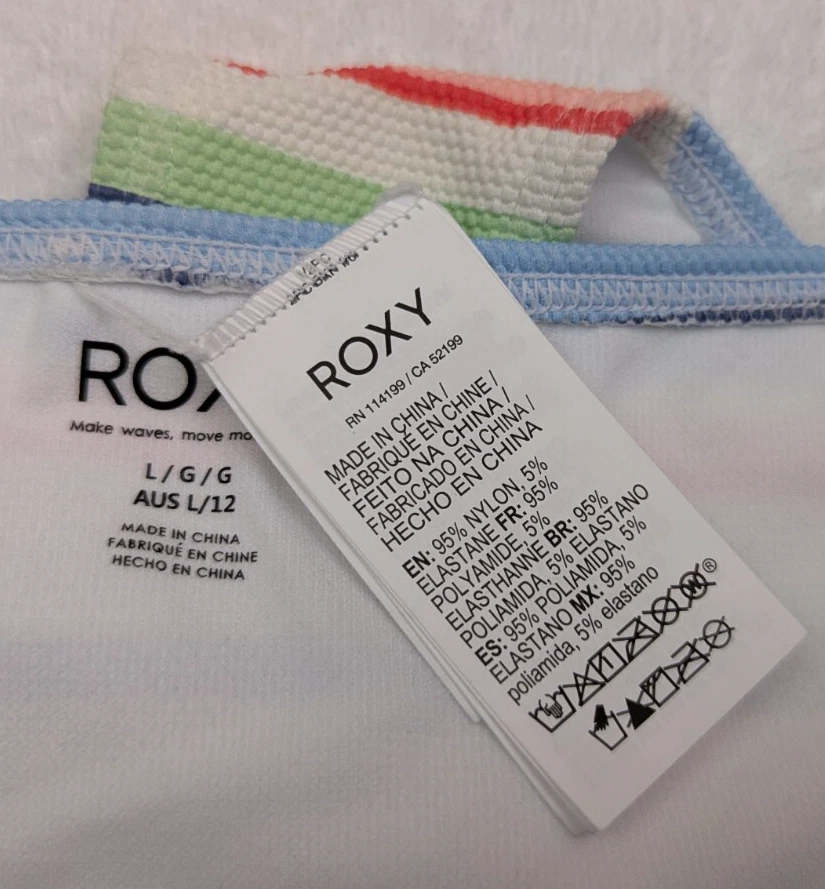 ROXY
RN 114199 / CA 52199
MADE IN CHINA /
FABRIQUÉ EN CHINE /
FEITO NA CHINA /
FABRICADO EN CHINA /
HECHO EN CHINA
EN: 95% NYLON, 5%
ELASTANE FR: 95%
POLYAMIDE, 5%
ELASTHANNE BR: 95%
POLIAMIDA, 5% ELASTANO
ES: 95% POLIAMIDA, 5%
ELASTANO MX: 95%
poliamida, 5% elastano
Make waves, move mo
L / G / G
AUS L/12
MADE IN CHINA
FABRIQUÉ EN CHINE
HECHO EN CHINA